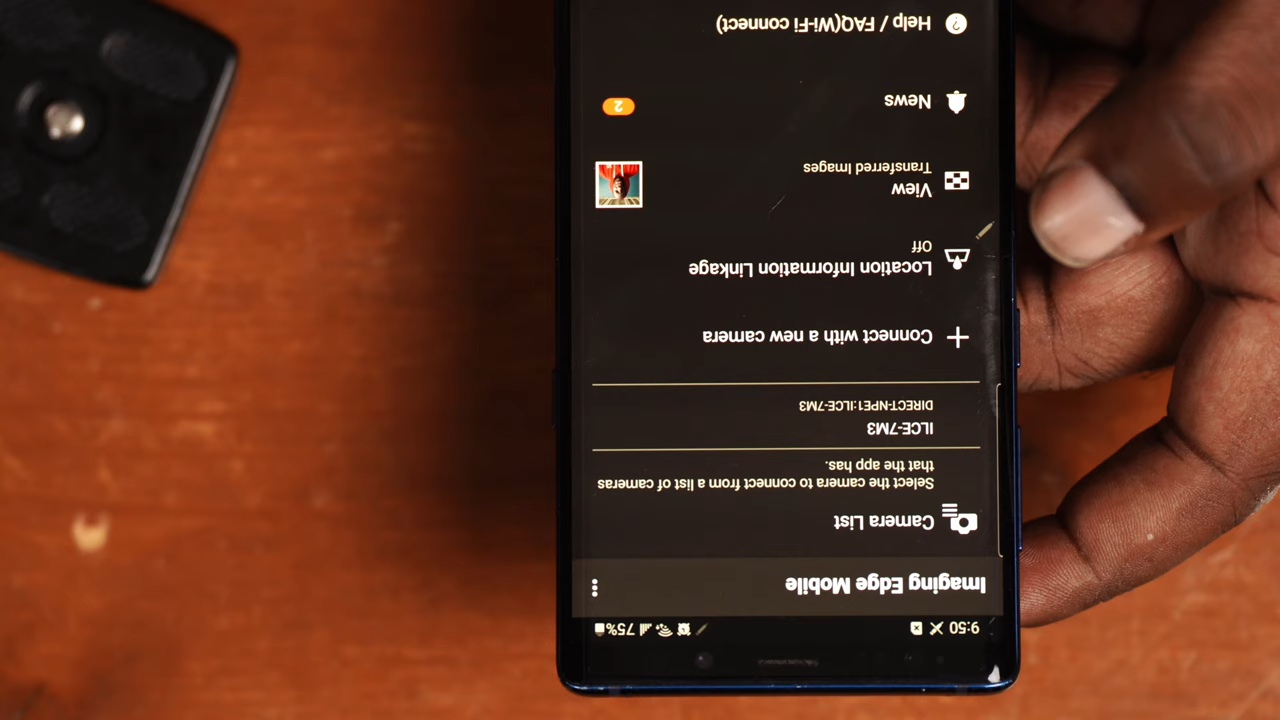 9:50
75%
Imaging Edge Mobile
Camera List
Select the camera to connect from a list of cameras
that the app has.
ILCE-7M3
DIRECT-NPE1:ILCE-7M3
Connect with a new camera
Location Information Linkage
Off
View
Transferred Images
News
2
Help / FAQ(Wi-Fi connect)